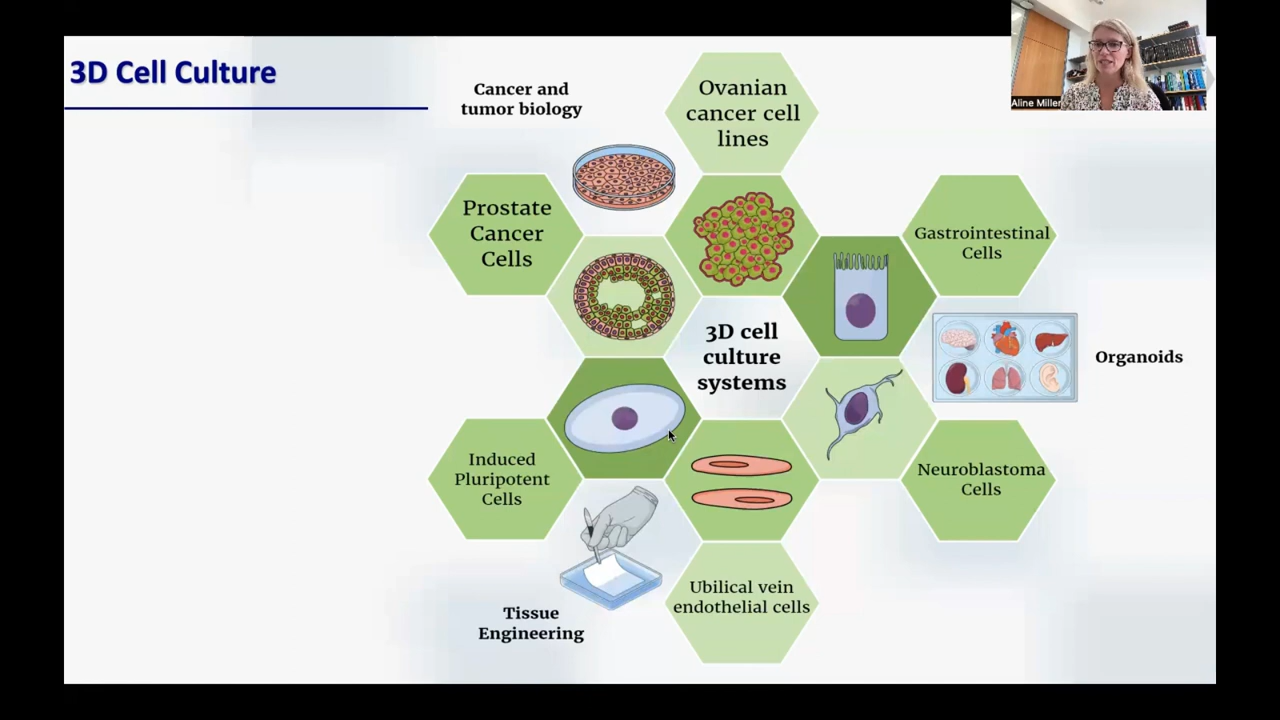 3D Cell Culture
Aline Miller
Cancer and
tumor biology
Ovanian
cancer cell
lines
Prostate
Cancer
Cells
Gastrointestinal
Cells
3D cell
culture
systems
Organoids
Induced
Pluripotent
Cells
Neuroblastoma
Cells
Ubilical vein
endothelial cells
Tissue
Engineering